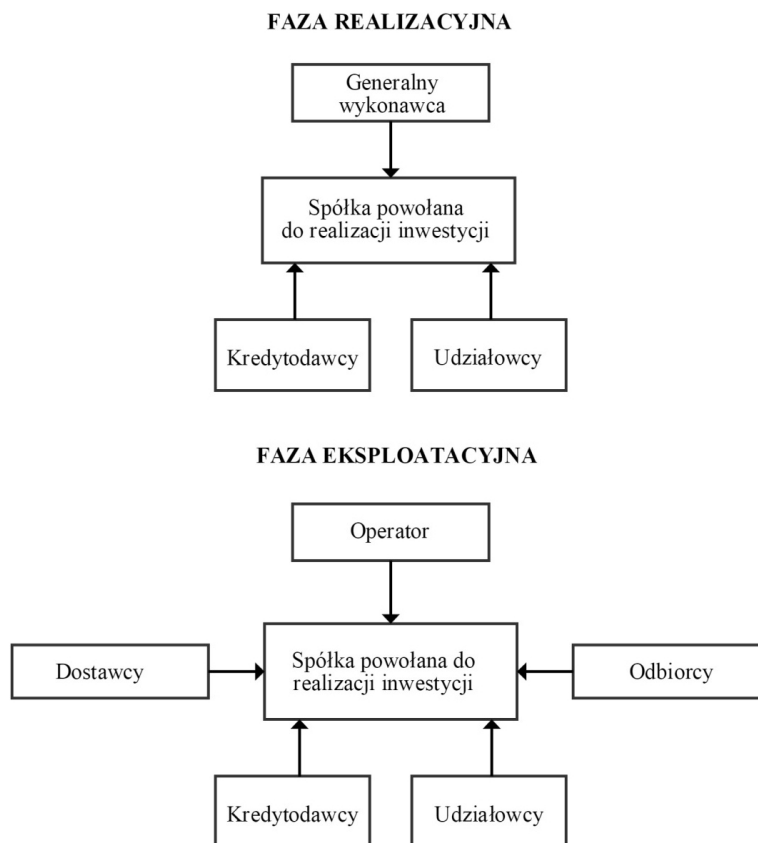 FAZA REALIZACYJNA
Generalny
wykonawca
Spółka powołana
do realizacji inwestycji
Kredytodawcy
Udziałowcy
FAZA EKSPLOATACYJNA
Operator
Dostawcy
Spółka powołana do
realizacji inwestycji
Odbiorcy
Kredytodawcy
Udziałowcy